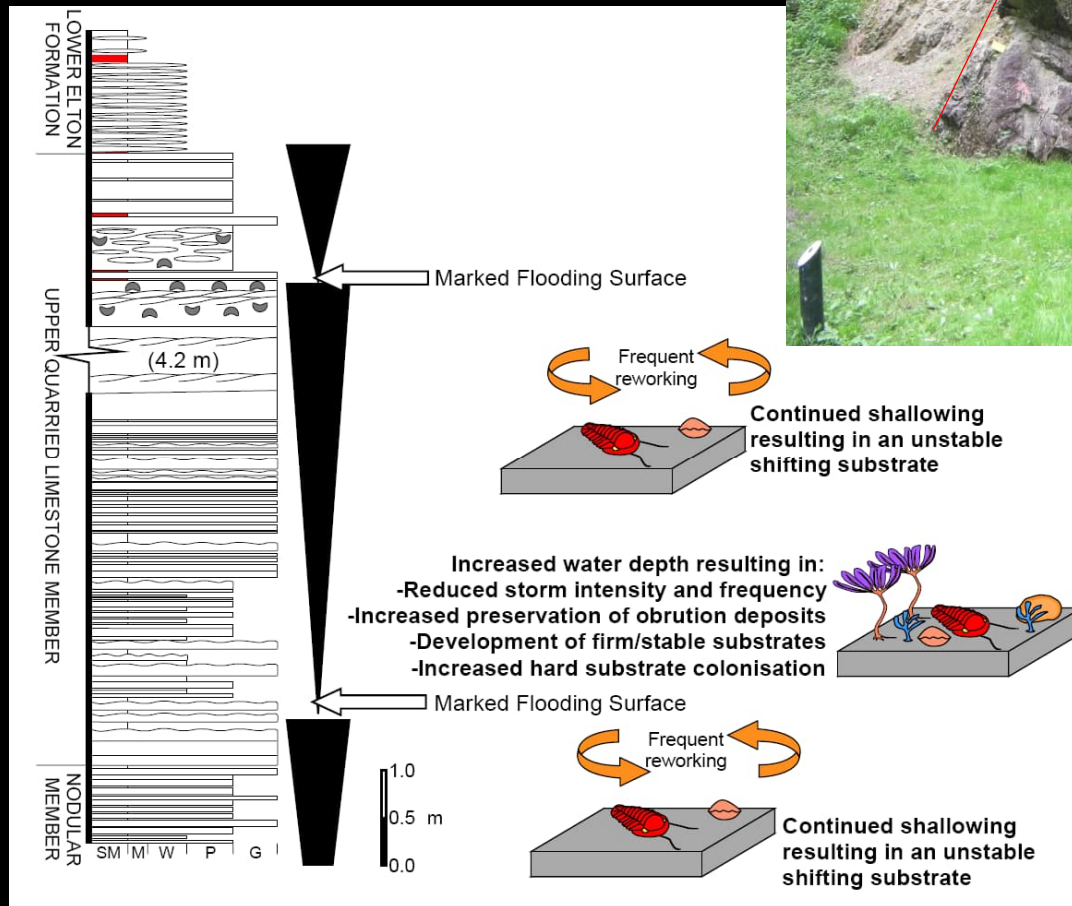 LOWER ELTON
FORMATION
UPPER QUARRIED LIMESTONE MEMBER
NODULAR
MEMBER
(4.2 m)
SM M W P G
1.0
0.5 m
0.0
Marked Flooding Surface
Frequent
reworking
Continued shallowing
resulting in an unstable
shifting substrate
Increased water depth resulting in:
-Reduced storm intensity and frequency
-Increased preservation of obrution deposits
-Development of firm/stable substrates
-Increased hard substrate colonisation
Marked Flooding Surface
Frequent
reworking
Continued shallowing
resulting in an unstable
shifting substrate